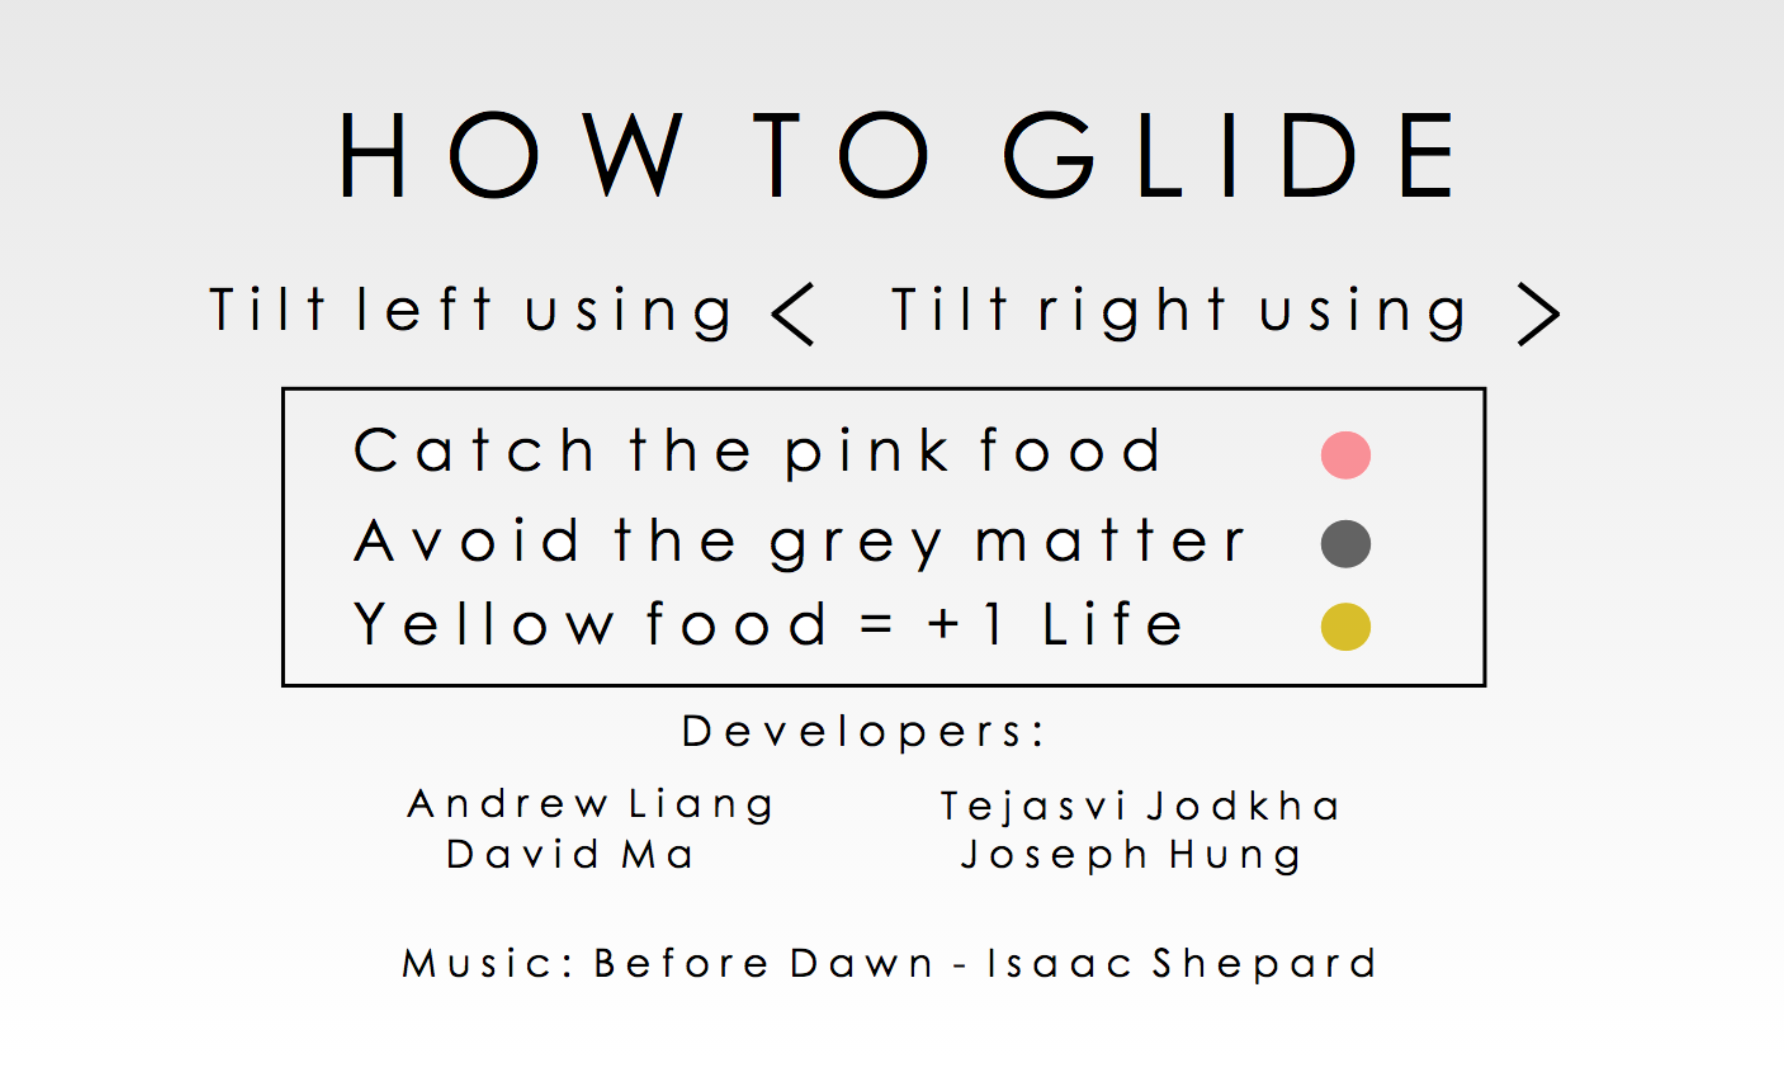 HOW TO GLIDE
Tilt left using < Tilt right using >
Catch the pink food
Avoid the grey matter
Yellow food = +1 Life
Developers:
Andrew Liang Tejasvi Jodkha
David Ma Joseph Hung
Music: Before Dawn - Isaac Shepard